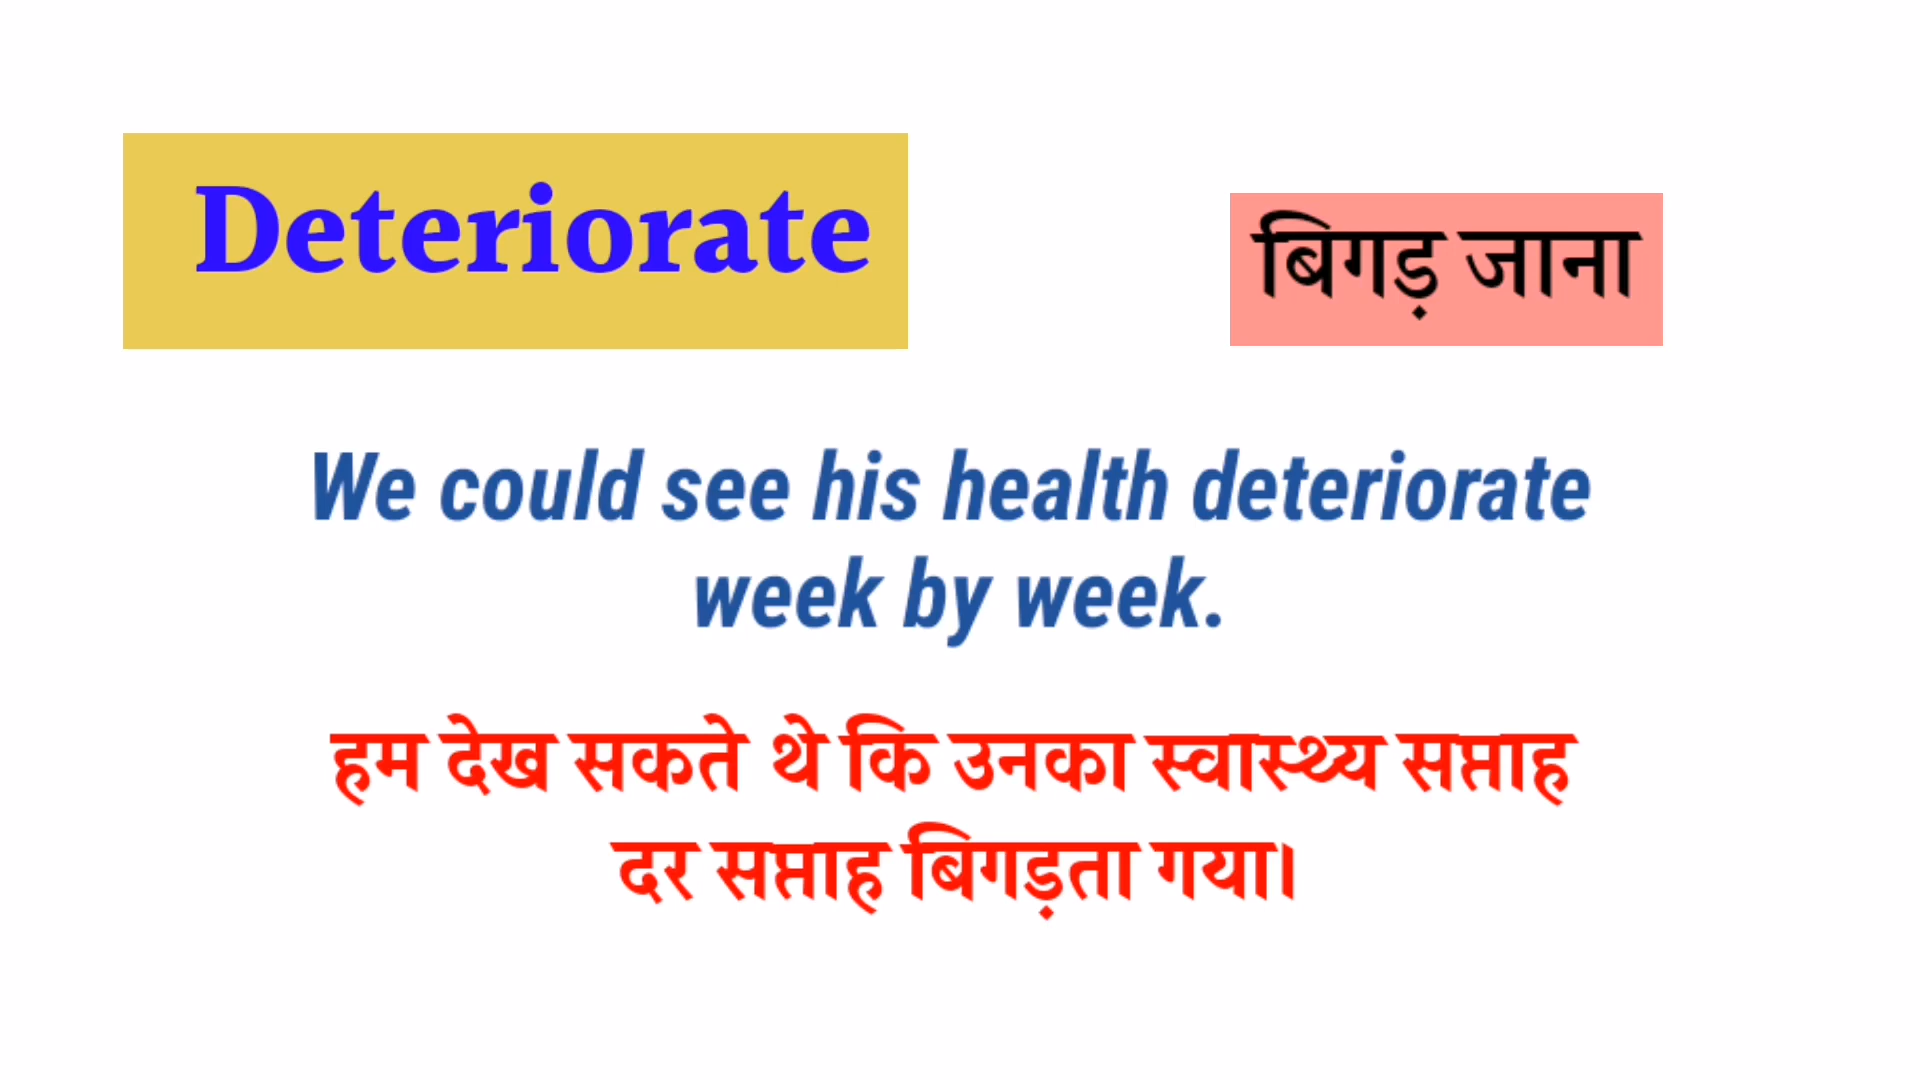 Deteriorate
बिगड़ जाना
We could see his health deteriorate
week by week.
हम देख सकते थे कि उनका स्वास्थ्य सप्ताह
दर सप्ताह बिगड़ता गया।